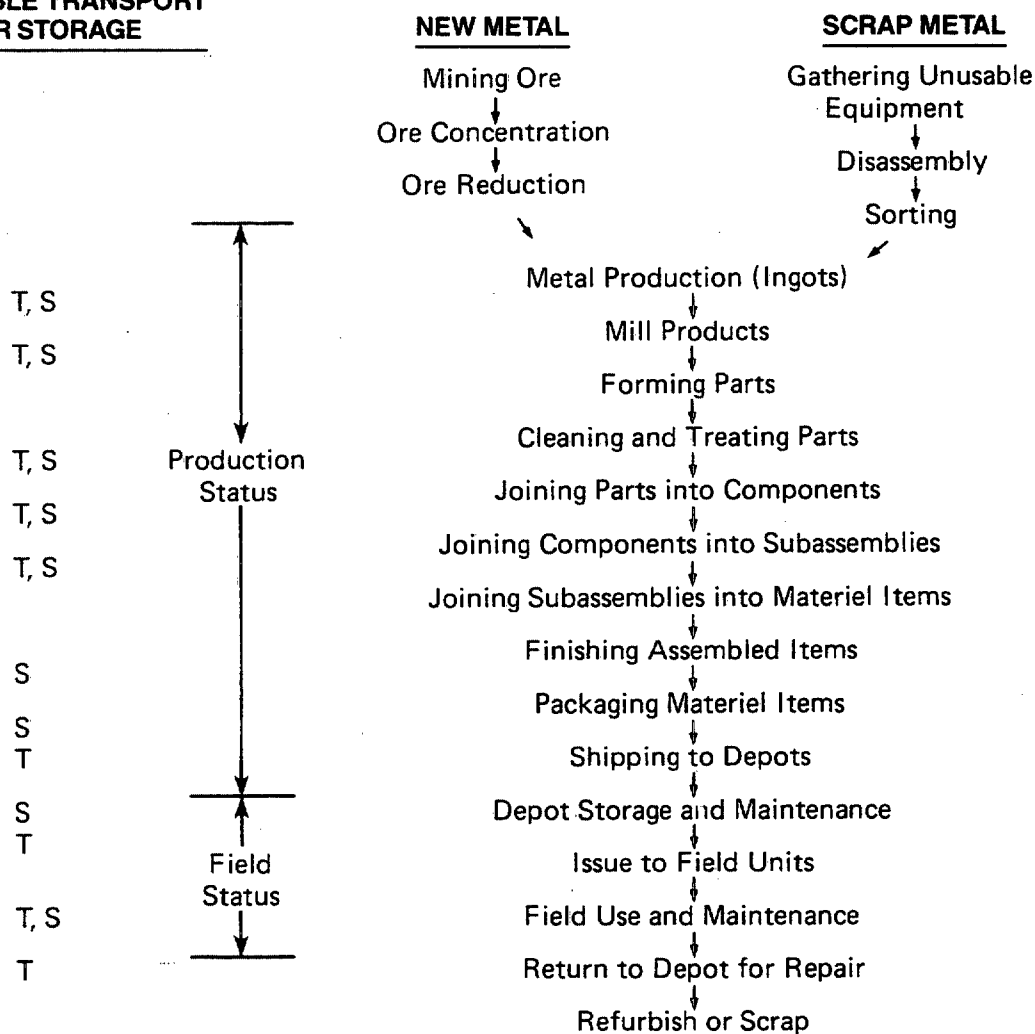 BLE TRANSPORT
R STORAGE
NEW METAL
SCRAP METAL
Mining Ore
Gathering Unusable
Equipment
Ore Concentration
Disassembly
Ore Reduction
Sorting
Metal Production (Ingots)
T, S
Mill Products
T, S
Forming Parts
Cleaning and Treating Parts
T, S
Production
Status
Joining Parts into Components
T, S
Joining Components into Subassemblies
T, S
Joining Subassemblies into Materiel Items
Finishing Assembled Items
S
Packaging Materiel Items
S
T
Shipping to Depots
S
T
Depot Storage and Maintenance
Field
Status
Issue to Field Units
T, S
Field Use and Maintenance
T
Return to Depot for Repair
Refurbish or Scrap